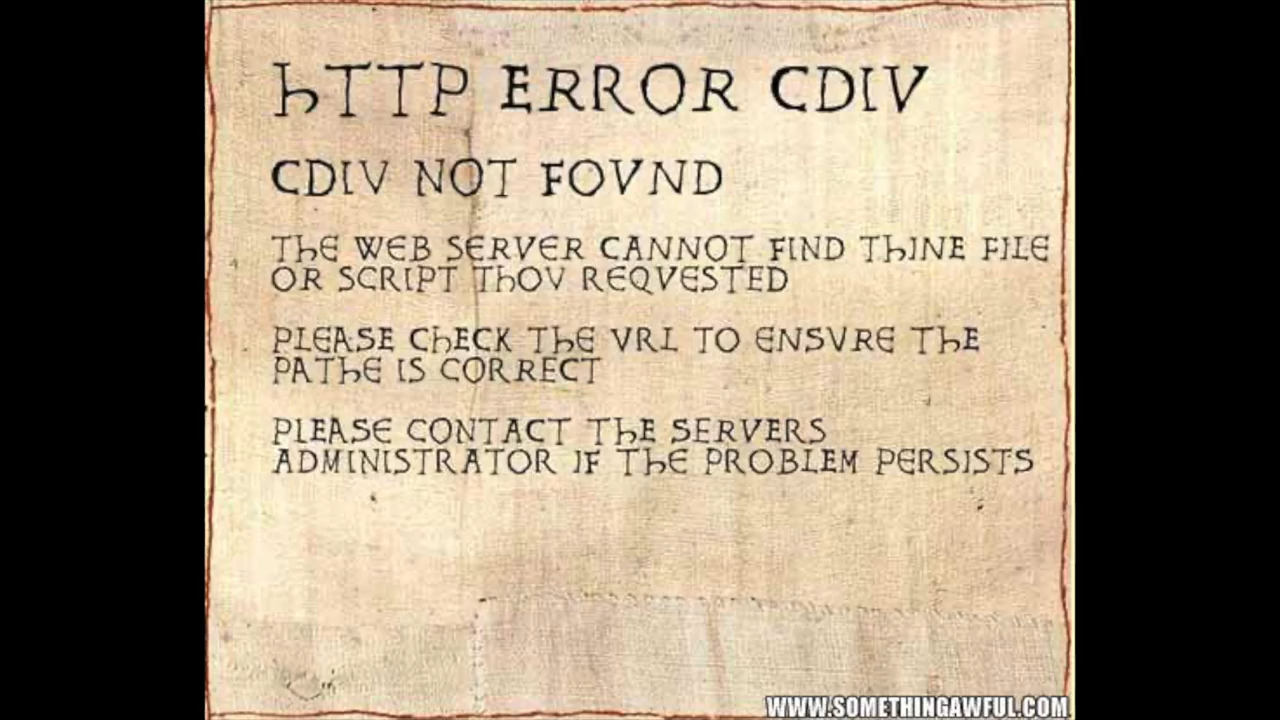 hTTP ERROR CDIV
CDIV NOT FOVND
ThE WEB SERVER CANNOT FIND ThINE FILE
OR SCRIPT ThOV REQVESTED
PLEASE ChECK ThE VRL TO ENSVRE ThE
PAThE IS CORRECT
PLEASE CONTACT ThE SERVERS
ADMINISTRATOR IF ThE PROBLEM PERSISTS
WWW.SOMETHINGAWFUL.COM